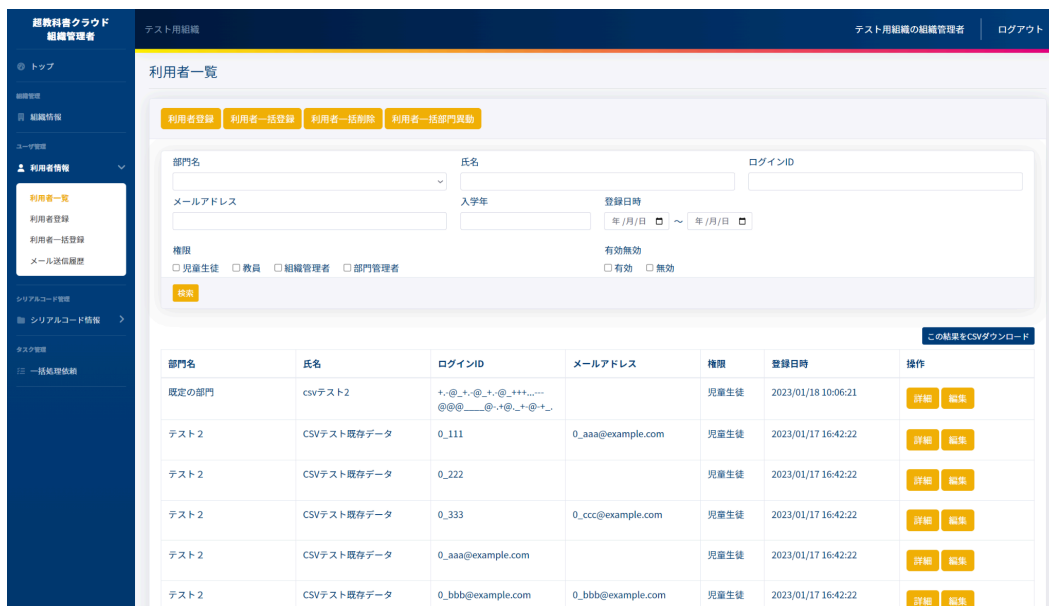 超教科書クラウド
組織管理者
テスト用組織
テスト用組織の組織管理者
ログアウト
トップ
組織管理
組織情報
ユーザ管理
利用者情報
利用者一覧
利用者登録
利用者一括登録
メール送信履歴
シリアルコード管理
シリアルコード情報
タスク管理
一括処理依頼
利用者一覧
利用者登録 利用者一括登録 利用者一括削除 利用者一括部門異動
部門名 氏名 ログインID
メールアドレス 入学年 登録日時
年/月/日 ～ 年/月/日
権限 有効無効
児童生徒 教員 組織管理者 部門管理者 有効 無効
検索
この結果をCSVダウンロード
部門名 氏名 ログインID メールアドレス 権限 登録日時 操作
既定の部門 csvテスト2 +.-@_+.-@_+.-@_+++...--- 児童生徒 2023/01/18 10:06:21 詳細 編集
@@@____@-.+@._+-@-+_.
テスト２ CSVテスト既存データ 0_111 0_aaa@example.com 児童生徒 2023/01/17 16:42:22 詳細 編集
テスト２ CSVテスト既存データ 0_222 児童生徒 2023/01/17 16:42:22 詳細 編集
テスト２ CSVテスト既存データ 0_333 0_ccc@example.com 児童生徒 2023/01/17 16:42:22 詳細 編集
テスト２ CSVテスト既存データ 0_aaa@example.com 児童生徒 2023/01/17 16:42:22 詳細 編集
テスト２ CSVテスト既存データ 0_bbb@example.com 0_bbb@example.com 児童生徒 2023/01/17 16:42:22 詳細 編集